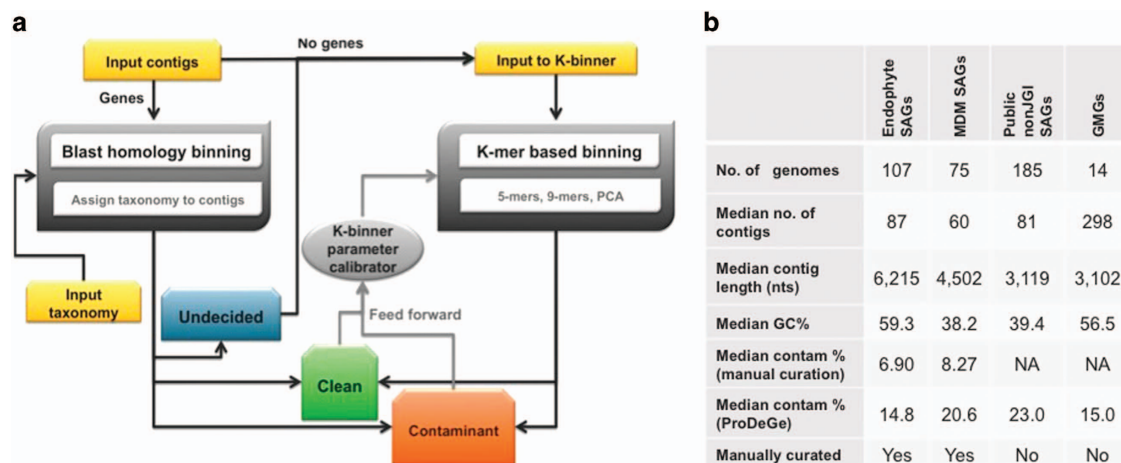 a
Input contigs
No genes
Input to K-binner
Genes
Blast homology binning
Assign taxonomy to contigs
K-mer based binning
5-mers, 9-mers, PCA
K-binner
parameter
calibrator
Input
taxonomy
Undecided
Feed forward
Clean
Contaminant
b
Endophyte
SAGs
MDM SAGs
Public
nonJGI
SAGs
GMGs
No. of genomes 107 75 185 14
Median no. of
contigs 87 60 81 298
Median contig
length (nts) 6,215 4,502 3,119 3,102
Median GC% 59.3 38.2 39.4 56.5
Median contam %
(manual curation) 6.90 8.27 NA NA
Median contam %
(ProDeGe) 14.8 20.6 23.0 15.0
Manually curated Yes Yes No No